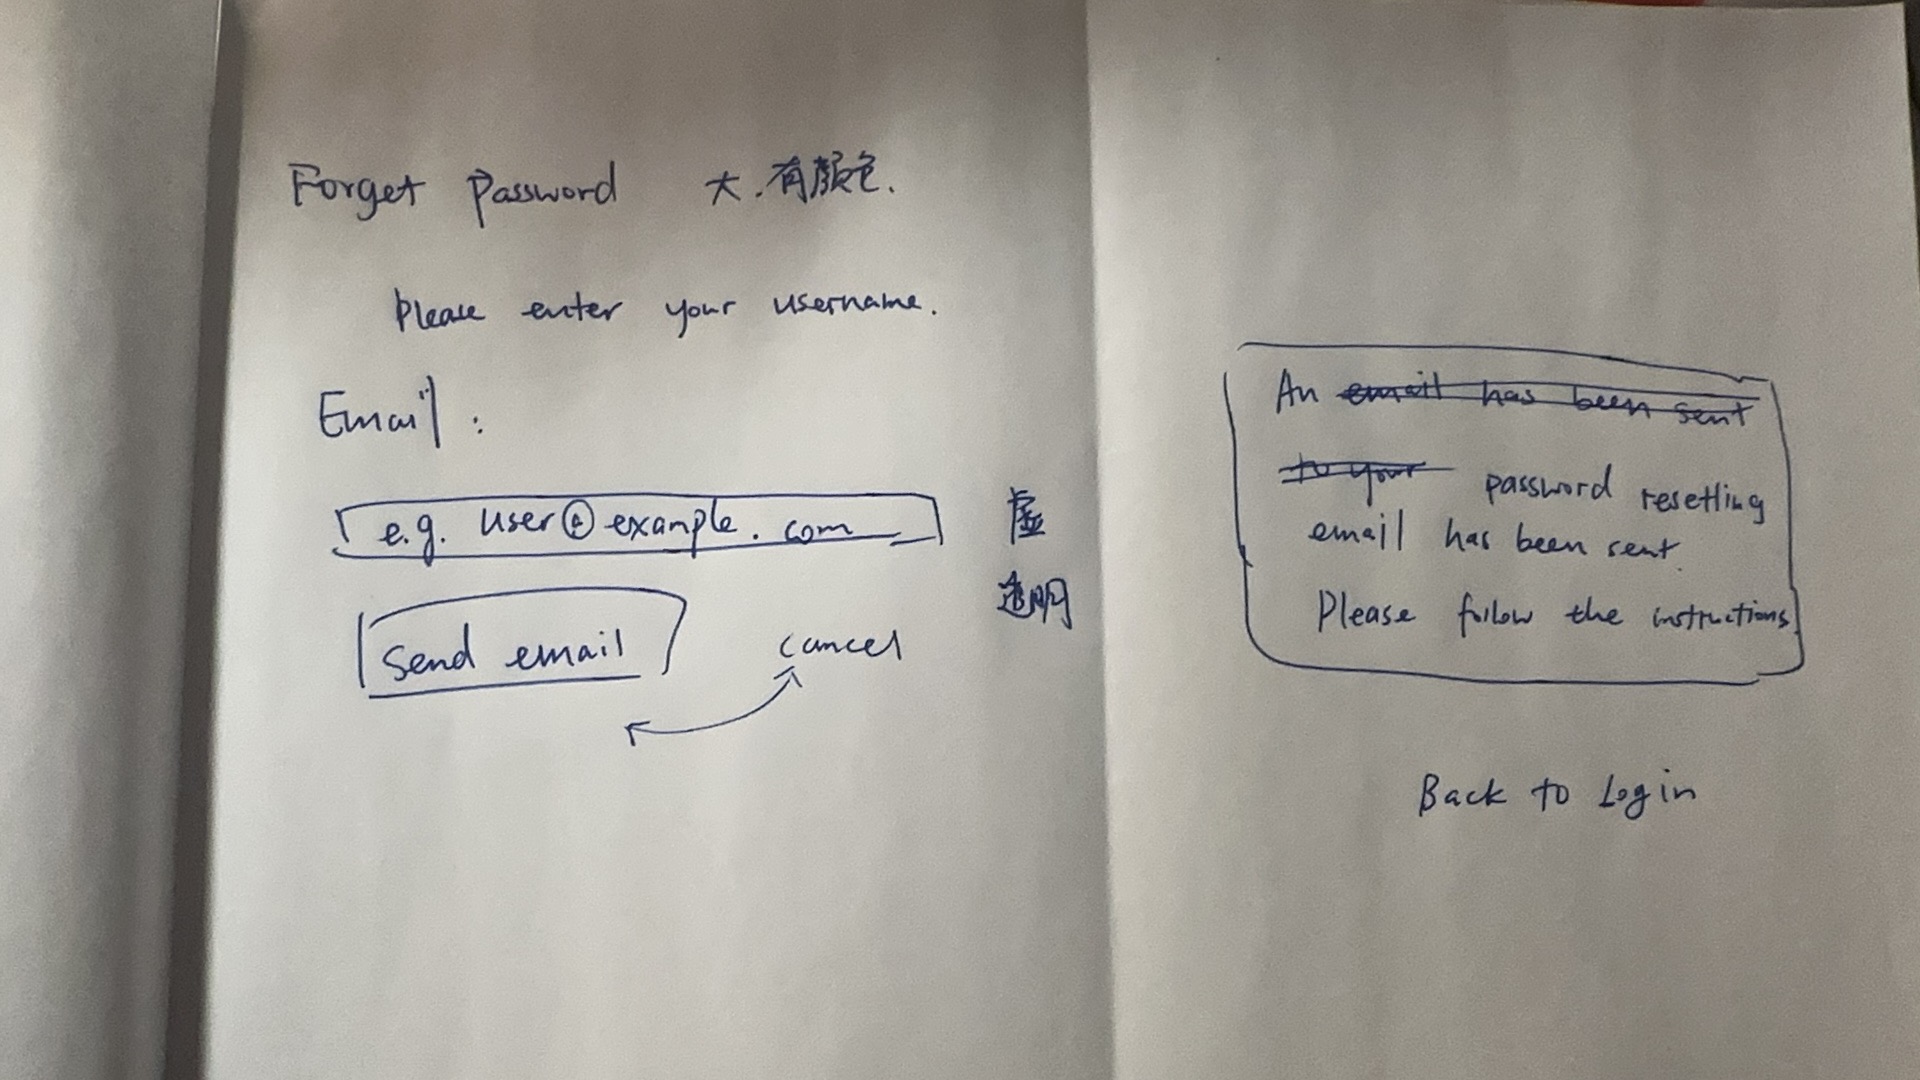 Forget Password 大.有颜色.
Please enter your username.
Email:
e.g. user@example.com
虚
透明
Send email
cancel
An email has been sent
to your password resetting
email has been sent.
Please follow the instructions
Back to Login